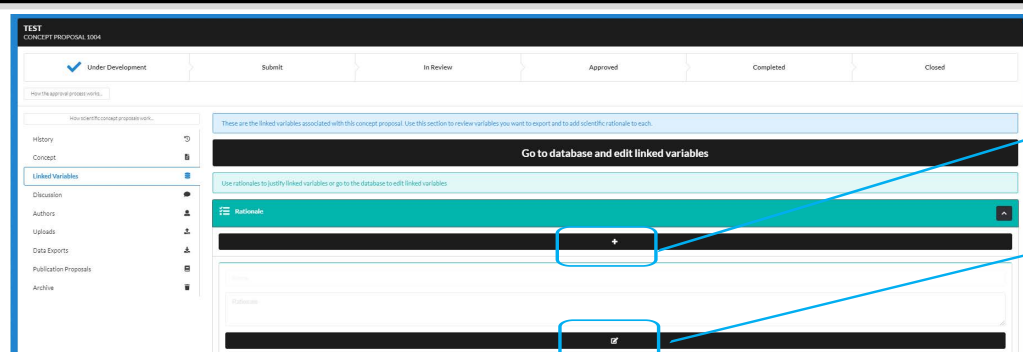 TEST
CONCEPT PROPOSAL 1004
Under Development
Submit
In Review
Approved
Completed
Closed
How the approval process works...
How scientific concept proposals work...
History
Concept
Linked Variables
Discussion
Authors
Uploads
Data Exports
Publication Proposals
Archive
These are the linked variables associated with this concept proposal. Use this section to review variables you want to export and to add scientific rationale to each.
Go to database and edit linked variables
Use rationales to justify linked variables or go to the database to edit linked variables
Rationale
Rationale